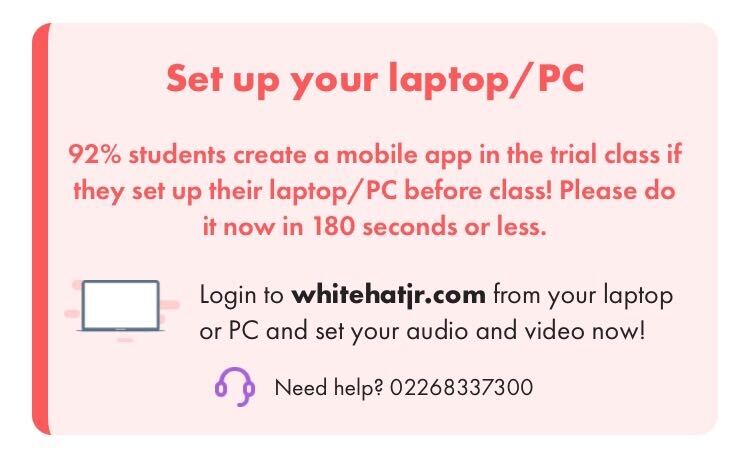 Set up your laptop/PC
92% students create a mobile app in the trial class if
they set up their laptop/PC before class! Please do
it now in 180 seconds or less.
Login to whitehatjr.com from your laptop
or PC and set your audio and video now!
Need help? 02268337300